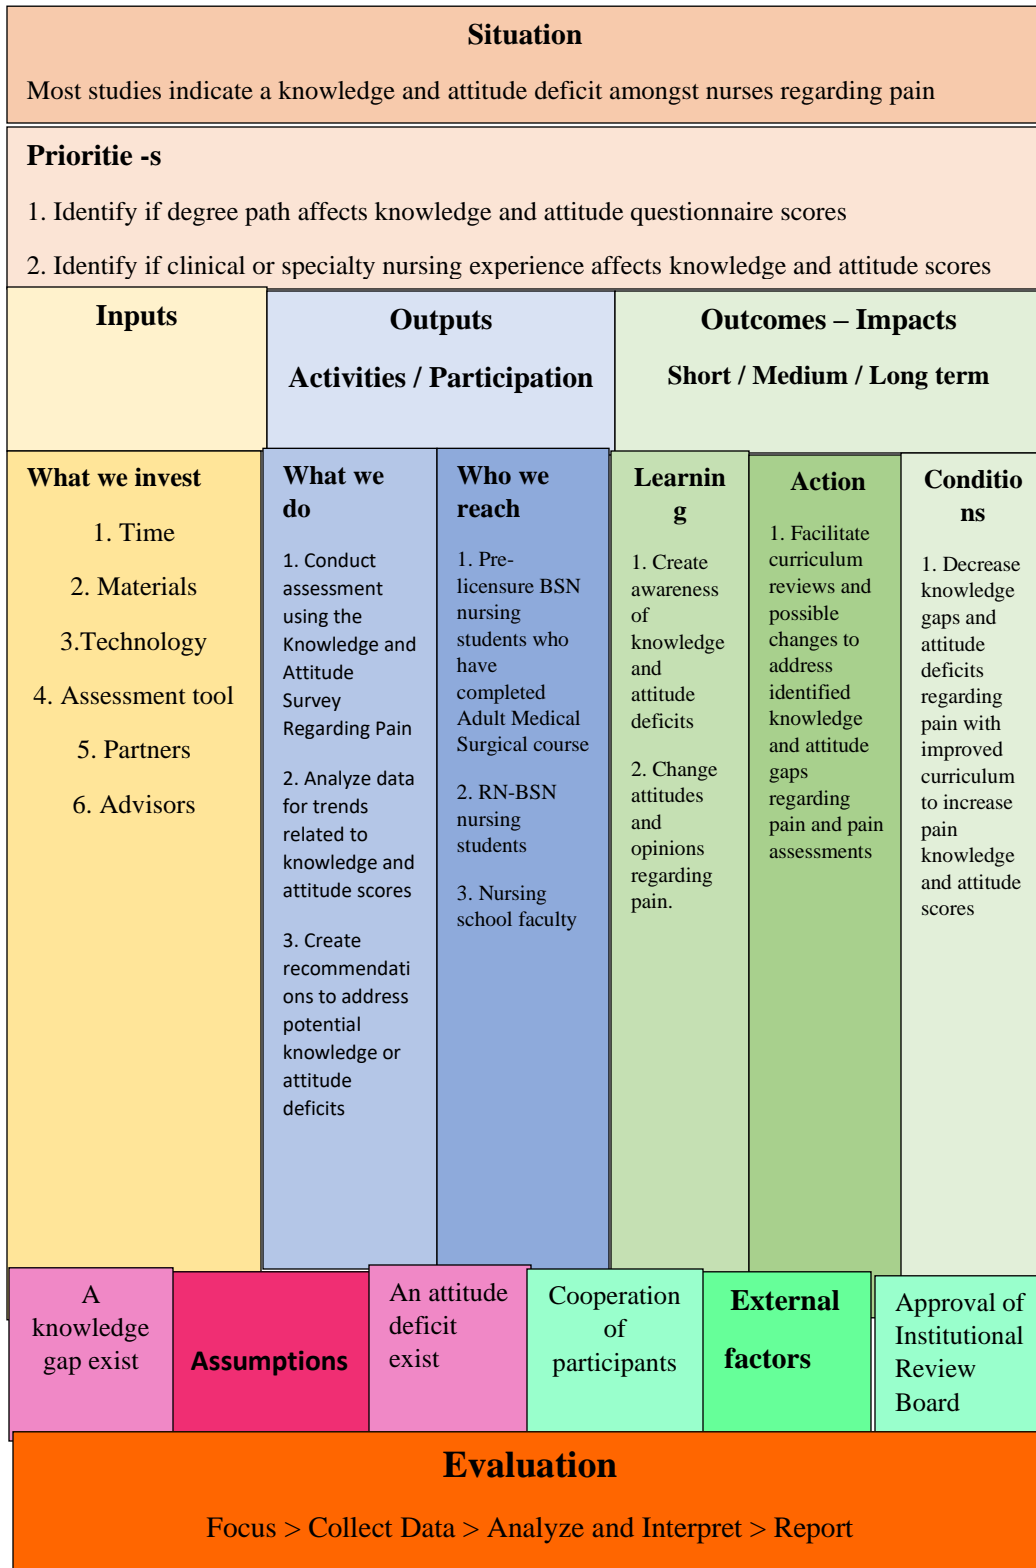 Situation
Most studies indicate a knowledge and attitude deficit amongst nurses regarding pain
Prioritie -s
1. Identify if degree path affects knowledge and attitude questionnaire scores
2. Identify if clinical or specialty nursing experience affects knowledge and attitude scores
Inputs
Outputs
Activities / Participation
Outcomes – Impacts
Short / Medium / Long term
What we invest
1. Time
2. Materials
3.Technology
4. Assessment tool
5. Partners
6. Advisors
What we
do
1. Conduct
assessment
using the
Knowledge and
Attitude
Survey
Regarding Pain
2. Analyze data
for trends
related to
knowledge and
attitude scores
3. Create
recommendati
ons to address
potential
knowledge or
attitude
deficits
Who we
reach
1. Pre-
licensure BSN
nursing
students who
have
completed
Adult Medical
Surgical course
2. RN-BSN
nursing
students
3. Nursing
school faculty
Learnin
g
1. Create
awareness
of
knowledge
and
attitude
deficits
2. Change
attitudes
and
opinions
regarding
pain.
Action
1. Facilitate
curriculum
reviews and
possible
changes to
address
identified
knowledge
and attitude
gaps
regarding
pain and pain
assessments
Conditio
ns
1. Decrease
knowledge
gaps and
attitude
deficits
regarding
pain with
improved
curriculum
to increase
pain
knowledge
and attitude
scores
A
knowledge
gap exist
Assumptions
An attitude
deficit
exist
Cooperation
of
participants
External
factors
Approval of
Institutional
Review
Board
Evaluation
Focus > Collect Data > Analyze and Interpret > Report